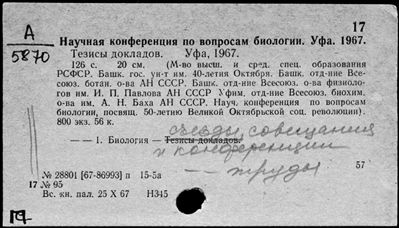 17
А
5870
Научная конференция по вопросам биологии. Уфа. 1967.
Тезисы докладов. Уфа, 1967.
126 с. 20 см. (М-во высш. и сред. спец. образования
РСФСР. Башк. гос. ун-т им. 40-летия Октября. Башк. отд-ние Все-
союз. ботан. о-ва АН СССР. Башк. отд-ние Всесоюз. о-ва физиоло-
гов им. И. П. Павлова АН СССР Уфим. отд-ние Всесоюз. биохим.
о-ва им. А. Н. Баха АН СССР. Науч. конференция по вопросам
биологии, посвящ. 50-летию Великой Октябрьской соц. революции).
800 экз. 56 к.
съезды, совещания
— — 1. Биология — Тезисы докладов.
и конференции
— труды
57
№ 28801 [67-86993] п 15-5а
17 № 95
Вс. кн. пал. 25 X 67 Н345